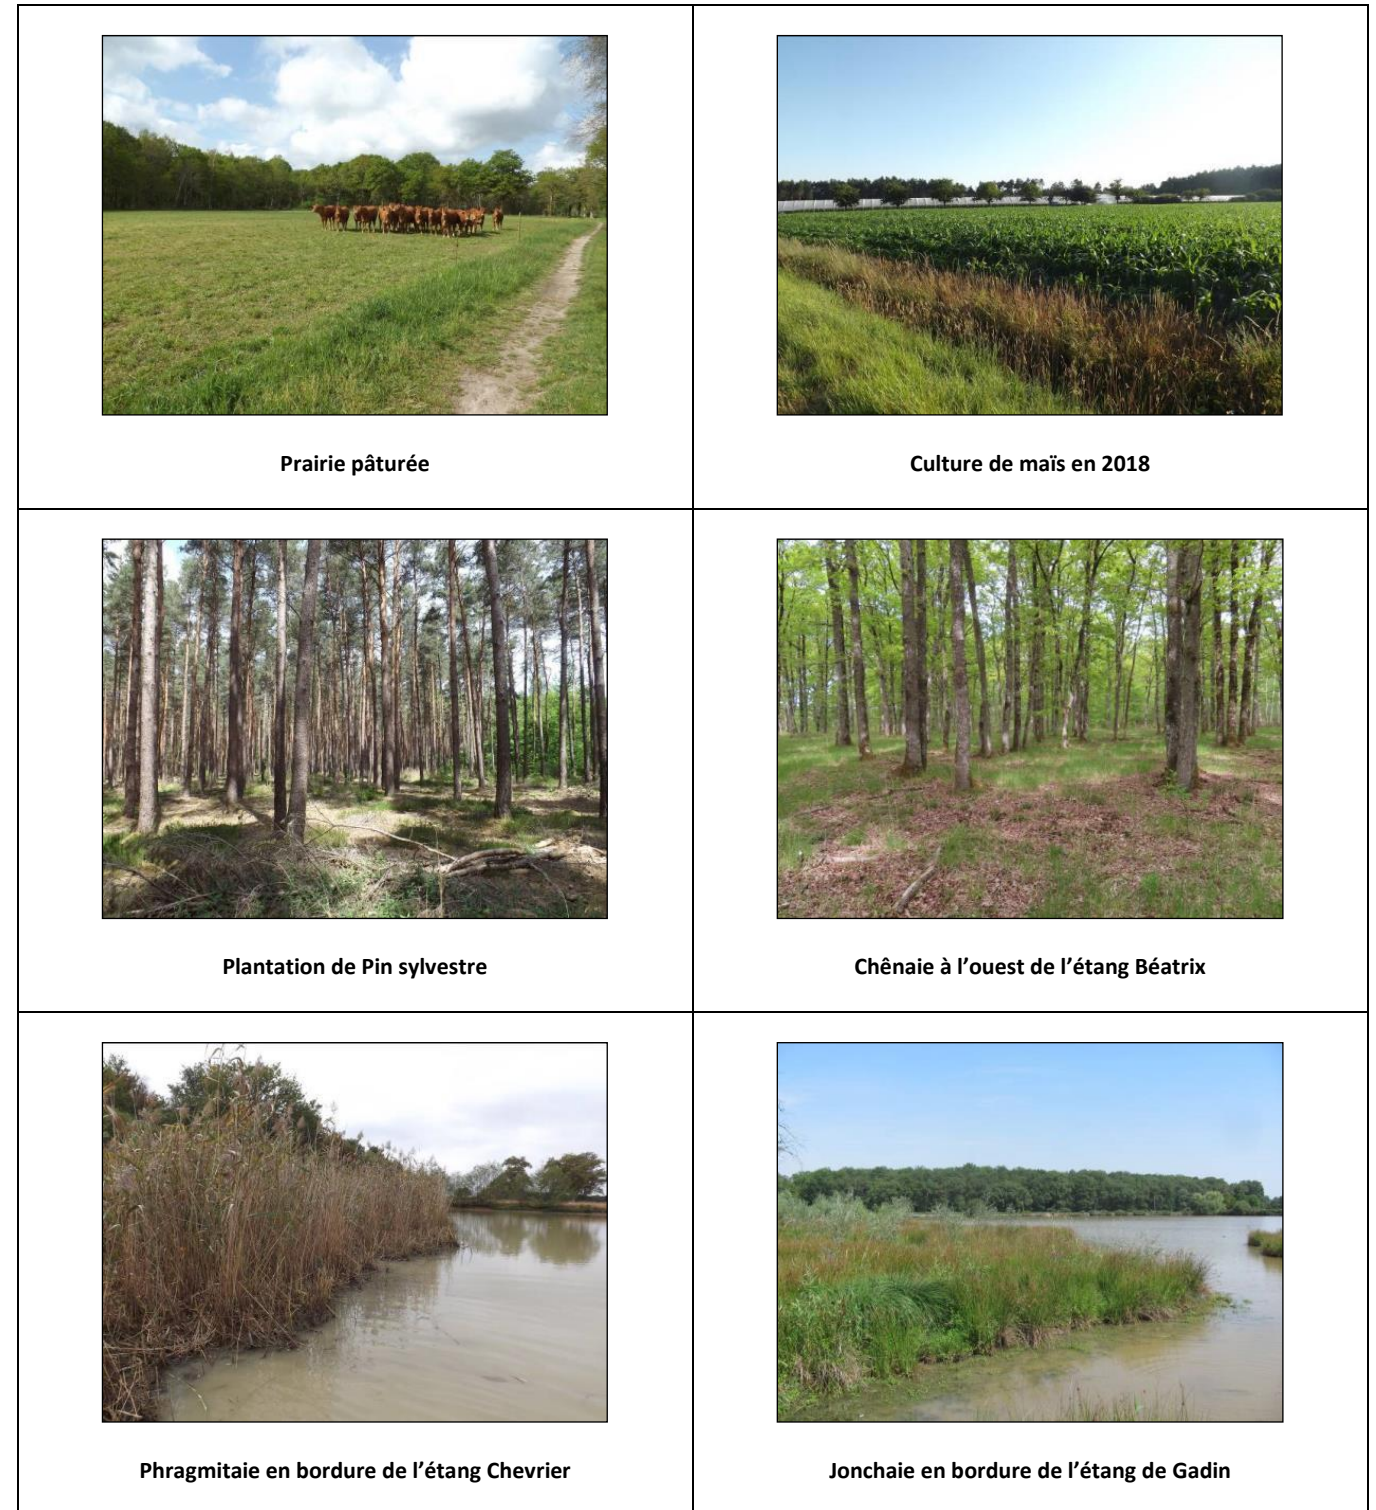 Prairie pâturée
Culture de maïs en 2018
Plantation de Pin sylvestre
Chênaie à l’ouest de l’étang Béatrix
Phragmitaie en bordure de l’étang Chevrier
Jonchaie en bordure de l’étang de Gadin